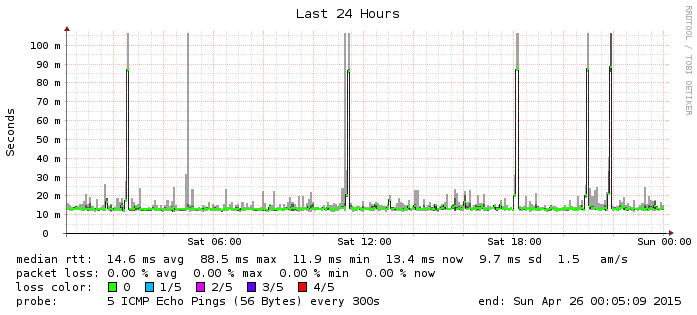 Last 24 Hours
RRDTOOL / TOBI OETIKER
Seconds
100 m
90 m
80 m
70 m
60 m
50 m
40 m
30 m
20 m
10 m
0
Sat 06:00 Sat 12:00 Sat 18:00 Sun 00:00
median rtt: 14.6 ms avg 88.5 ms max 11.9 ms min 13.4 ms now 9.7 ms sd 1.5 am/s
packet loss: 0.00 % avg 0.00 % max 0.00 % min 0.00 % now
loss color: 0 1/5 2/5 3/5 4/5
probe: 5 ICMP Echo Pings (56 Bytes) every 300s end: Sun Apr 26 00:05:09 2015